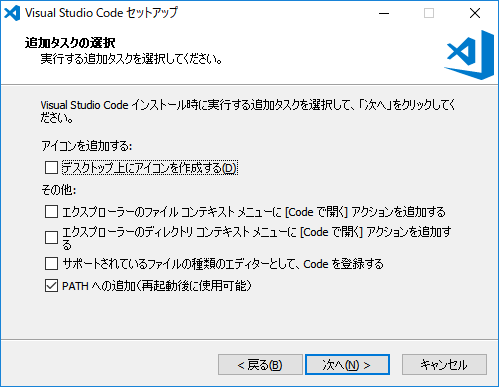 Visual Studio Code セットアップ
追加タスクの選択
実行する追加タスクを選択してください。
Visual Studio Code インストール時に実行する追加タスクを選択して、「次へ」をクリックしてく
ださい。
アイコンを追加する:
デスクトップ上にアイコンを作成する(D)
その他:
エクスプローラーのファイル コンテキスト メニューに [Code で開く] アクションを追加する
エクスプローラーのディレクトリ コンテキスト メニューに [Code で開く] アクションを追加す
る
サポートされているファイルの種類のエディターとして、Code を登録する
PATH への追加（再起動後に使用可能）
< 戻る(B)
次へ(N) >
キャンセル